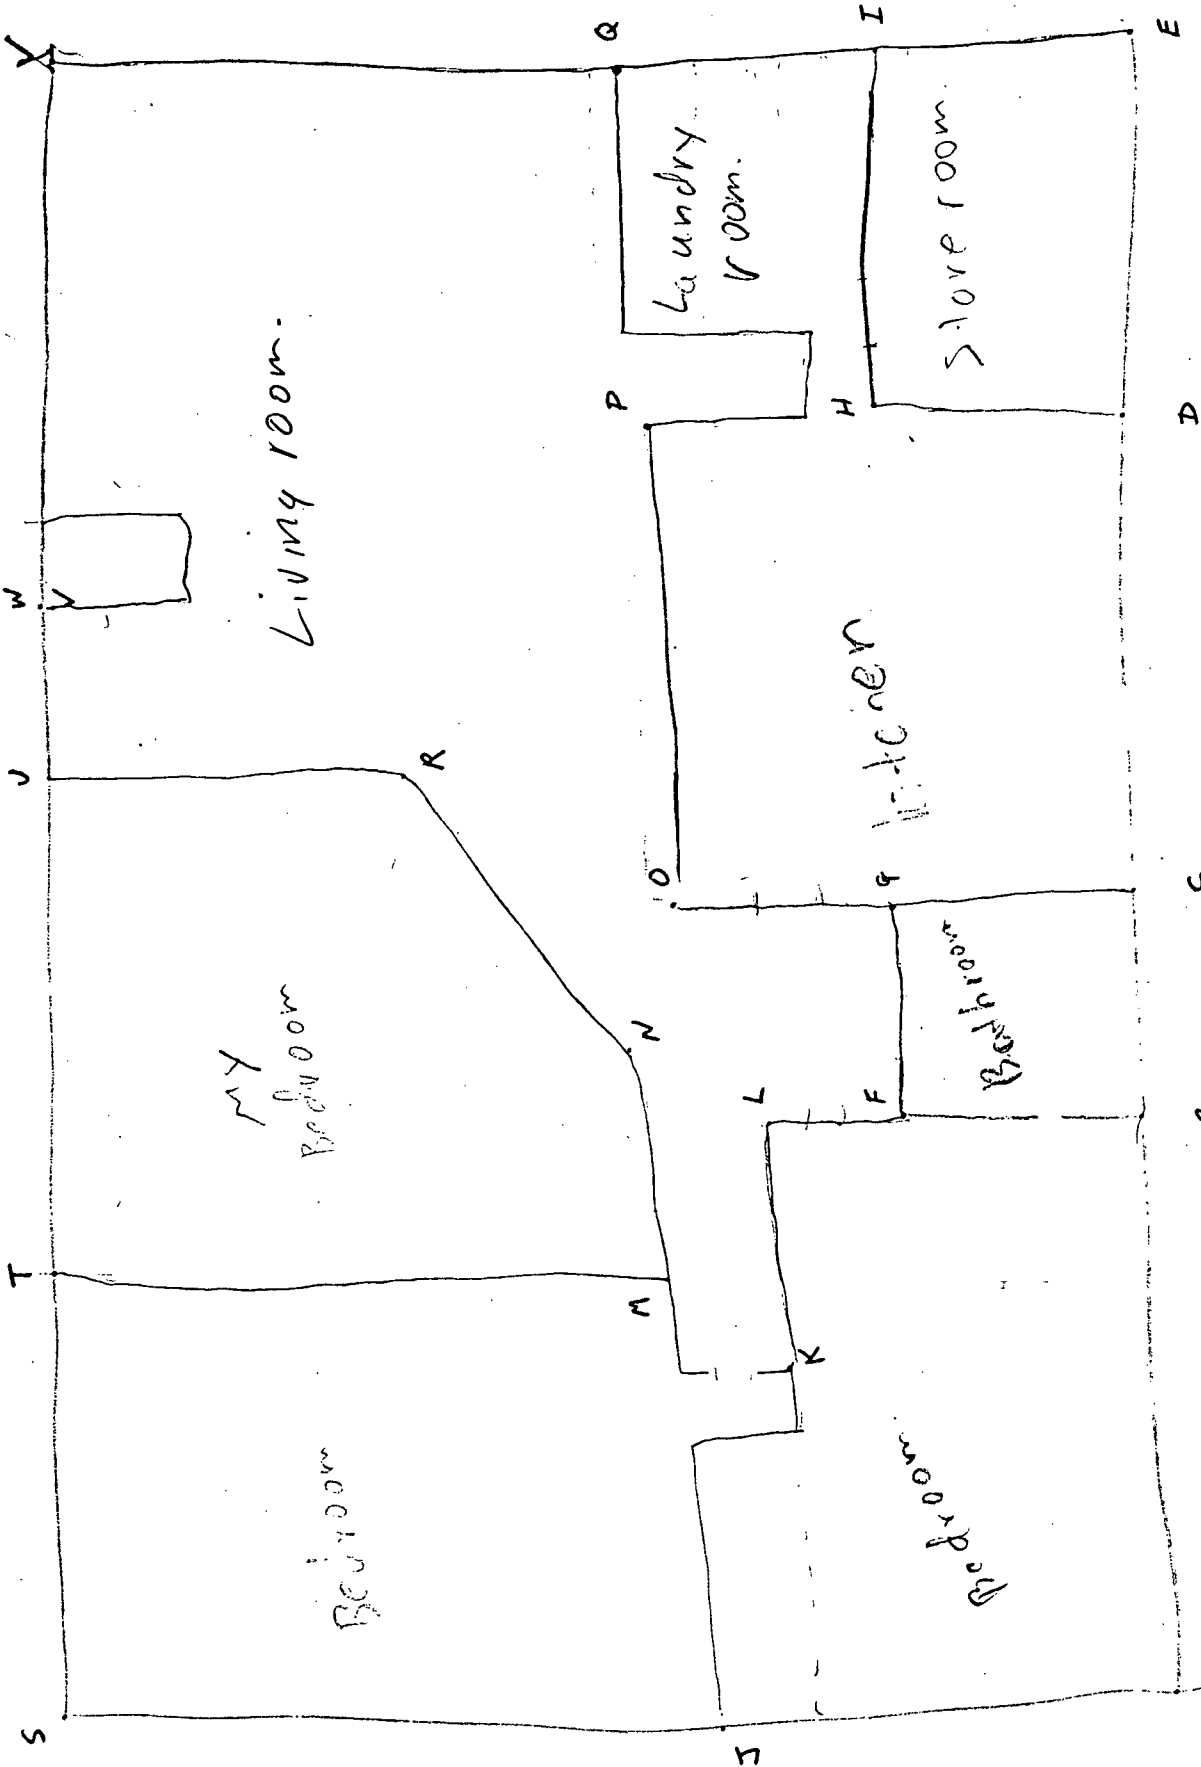 S T U W
V
MY
Bedroom
Living room.
Bedroom
R
M N O P Q
Laundry
room.
J K L F G H I
Kitchen
Bedroom
Bathroom
Store room.
C D E